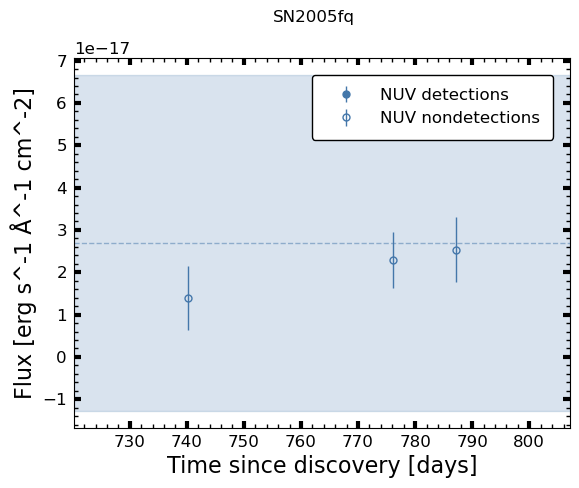 SN2005fq
1e−17
7
6
5
4
3
2
1
0
−1
Flux [erg s^-1 Å^-1 cm^-2]
NUV detections
NUV nondetections
730 740 750 760 770 780 790 800
Time since discovery [days]